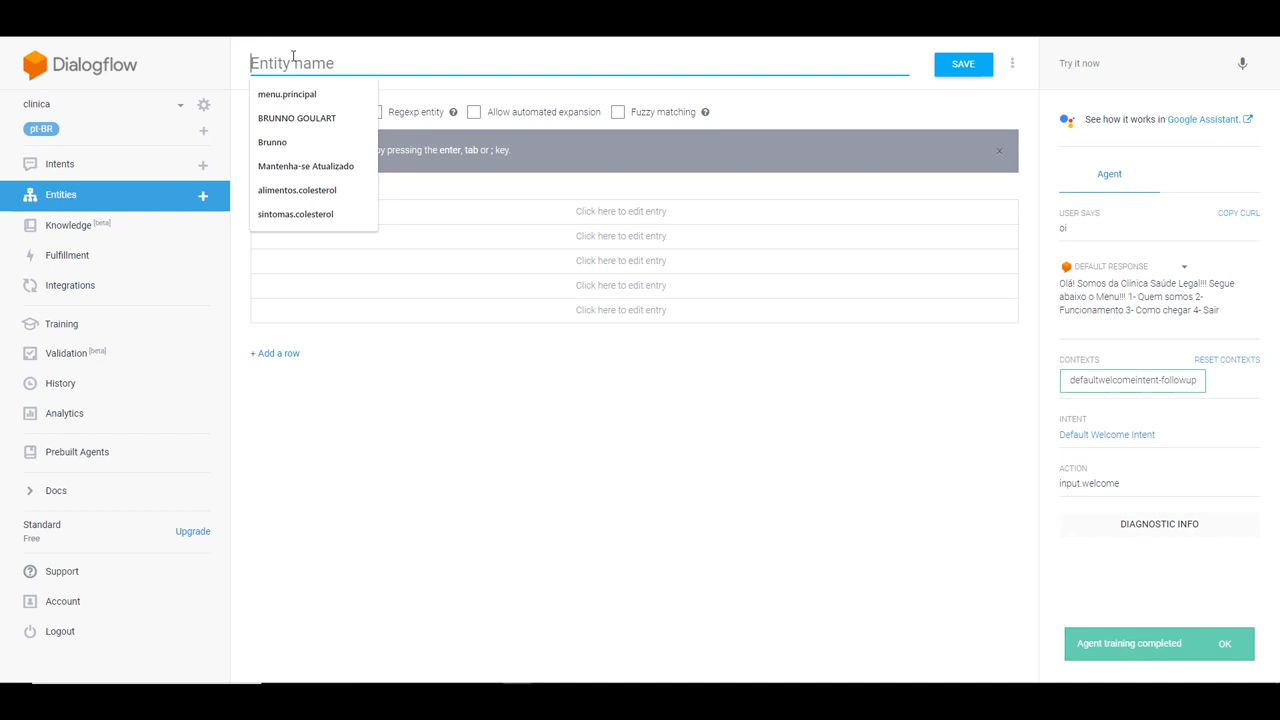 Dialogflow
clinica
pt-BR
Intents
Entities
Knowledge [beta]
Fulfillment
Integrations
Training
Validation [beta]
History
Analytics
Prebuilt Agents
Docs
Standard
Free
Upgrade
Support
Account
Logout
Entity name
SAVE
menu.principal
BRUNNO GOULART
Brunno
Mantenha-se Atualizado
alimentos.colesterol
sintomas.colesterol
Regexp entity
Allow automated expansion
Fuzzy matching
by pressing the enter, tab or ; key.
Click here to edit entry
Click here to edit entry
Click here to edit entry
Click here to edit entry
Click here to edit entry
+ Add a row
Try it now
See how it works in Google Assistant.
Agent
USER SAYS
COPY CURL
oi
DEFAULT RESPONSE
Olá! Somos da Clínica Saúde Legal!!! Segue
abaixo o Menu!!! 1- Quem somos 2-
Funcionamento 3- Como chegar 4- Sair
CONTEXTS
RESET CONTEXTS
defaultwelcomeintent-followup
INTENT
Default Welcome Intent
ACTION
input.welcome
DIAGNOSTIC INFO
Agent training completed
OK